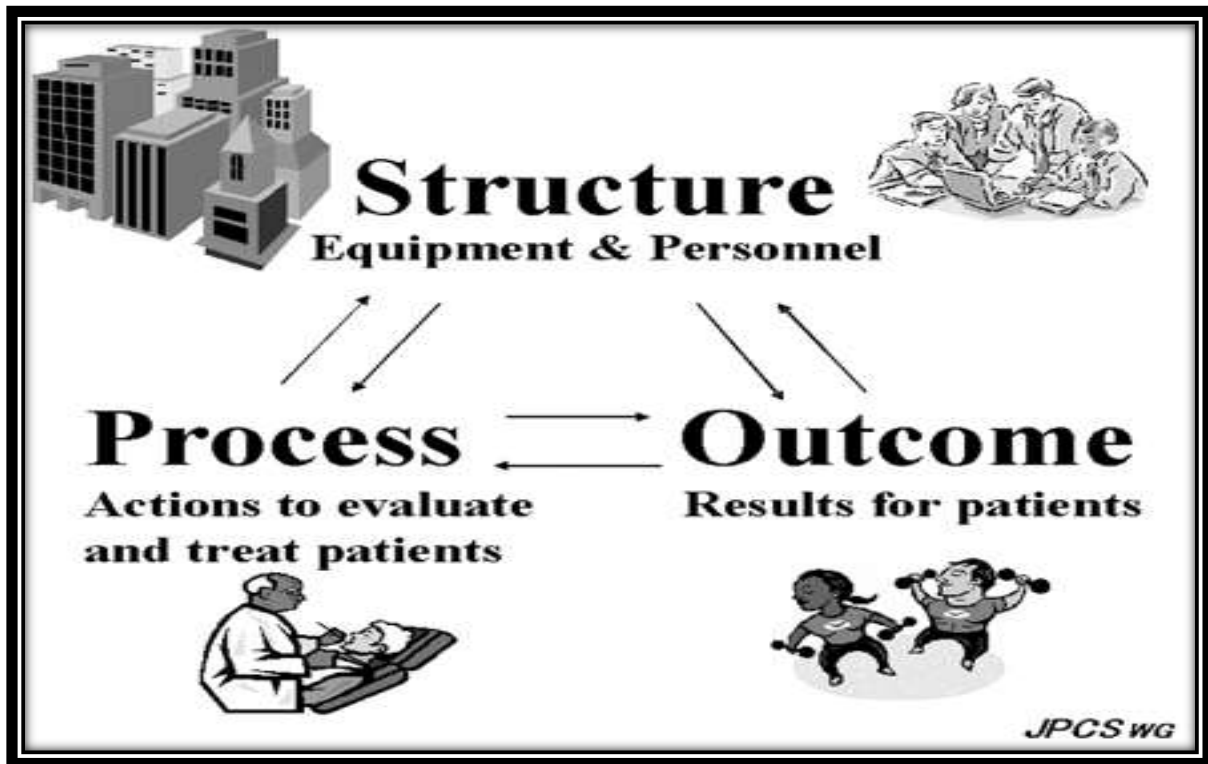 Structure
Equipment & Personnel
Process
Actions to evaluate
and treat patients
Outcome
Results for patients
JPCS WG